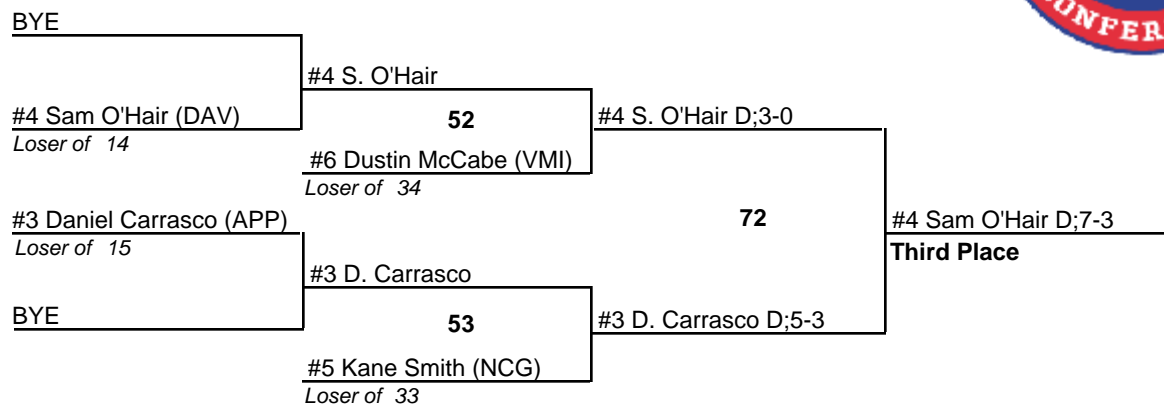 BYE
#4 S. O'Hair
#4 Sam O'Hair (DAV)
52
#4 S. O'Hair D;3-0
Loser of 14
#6 Dustin McCabe (VMI)
Loser of 34
#3 Daniel Carrasco (APP)
72
#4 Sam O'Hair D;7-3
Loser of 15
Third Place
#3 D. Carrasco
BYE
53
#3 D. Carrasco D;5-3
#5 Kane Smith (NCG)
Loser of 33